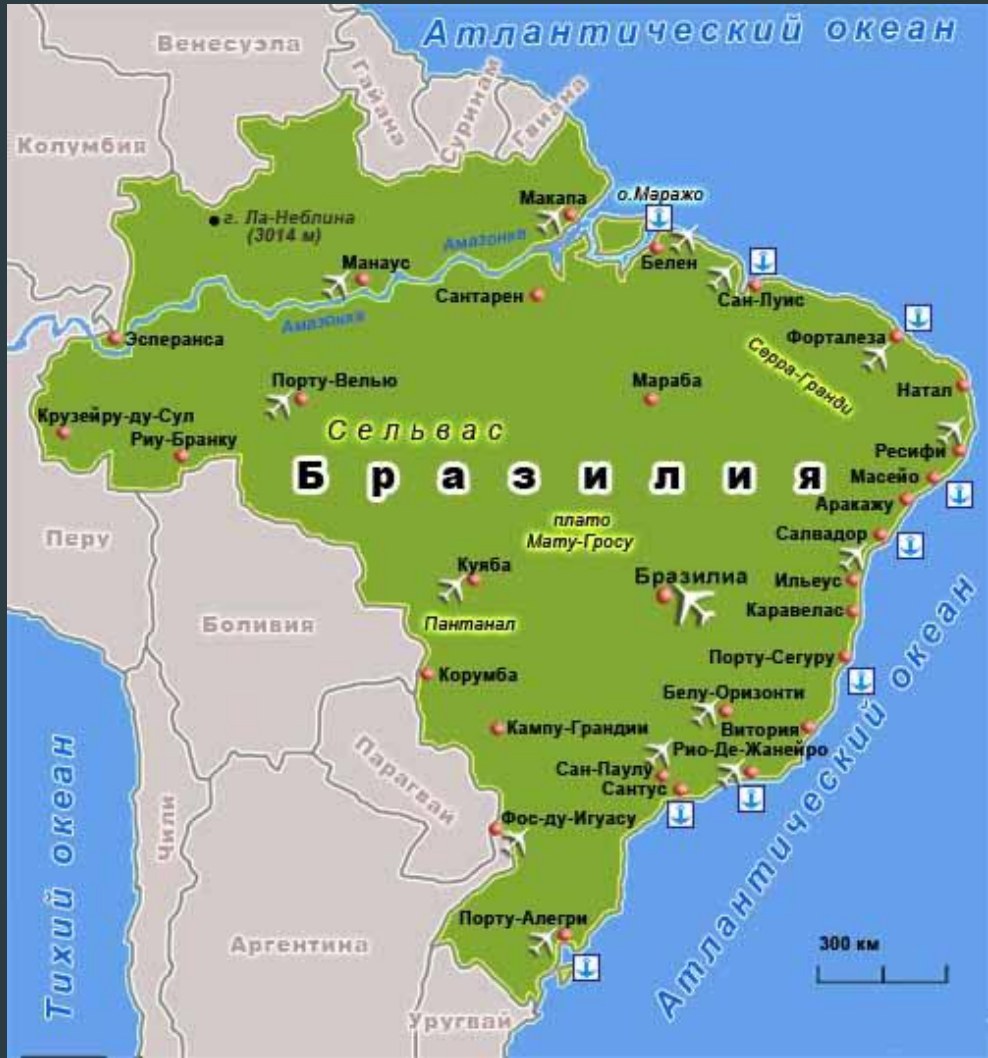 Атлантический океан
Венесуэла
Гайана
Суринам
Гвиана
Колумбия
Макапа
о.Маражо
г. Ла-Неблина
(3014 м)
Амазонка
Белен
Манаус
Сантарен
Сан-Луис
Амазонка
Эсперанса
Форталеза
Серра-Гранди
Порту-Велью
Мараба
Натал
Крузейру-ду-Сул
Сельвас
Риу-Бранку
Ресифи
Бразилия
Масейо
Аракажу
Перу
плато
Мату-Гросу
Салвадор
Куяба
Бразилиа
Ильеус
Каравелас
Боливия
Пантанал
Порту-Сегуру
Корумба
Белу-Оризонти
Кампу-Грандии
Витория
Рио-Де-Жанейро
Парагвай
Сан-Паулу
Сантус
Чили
Фос-ду-Игуасу
Тихий океан
Атлантический океан
Порту-Алегри
Аргентина
300 км
Уругвай